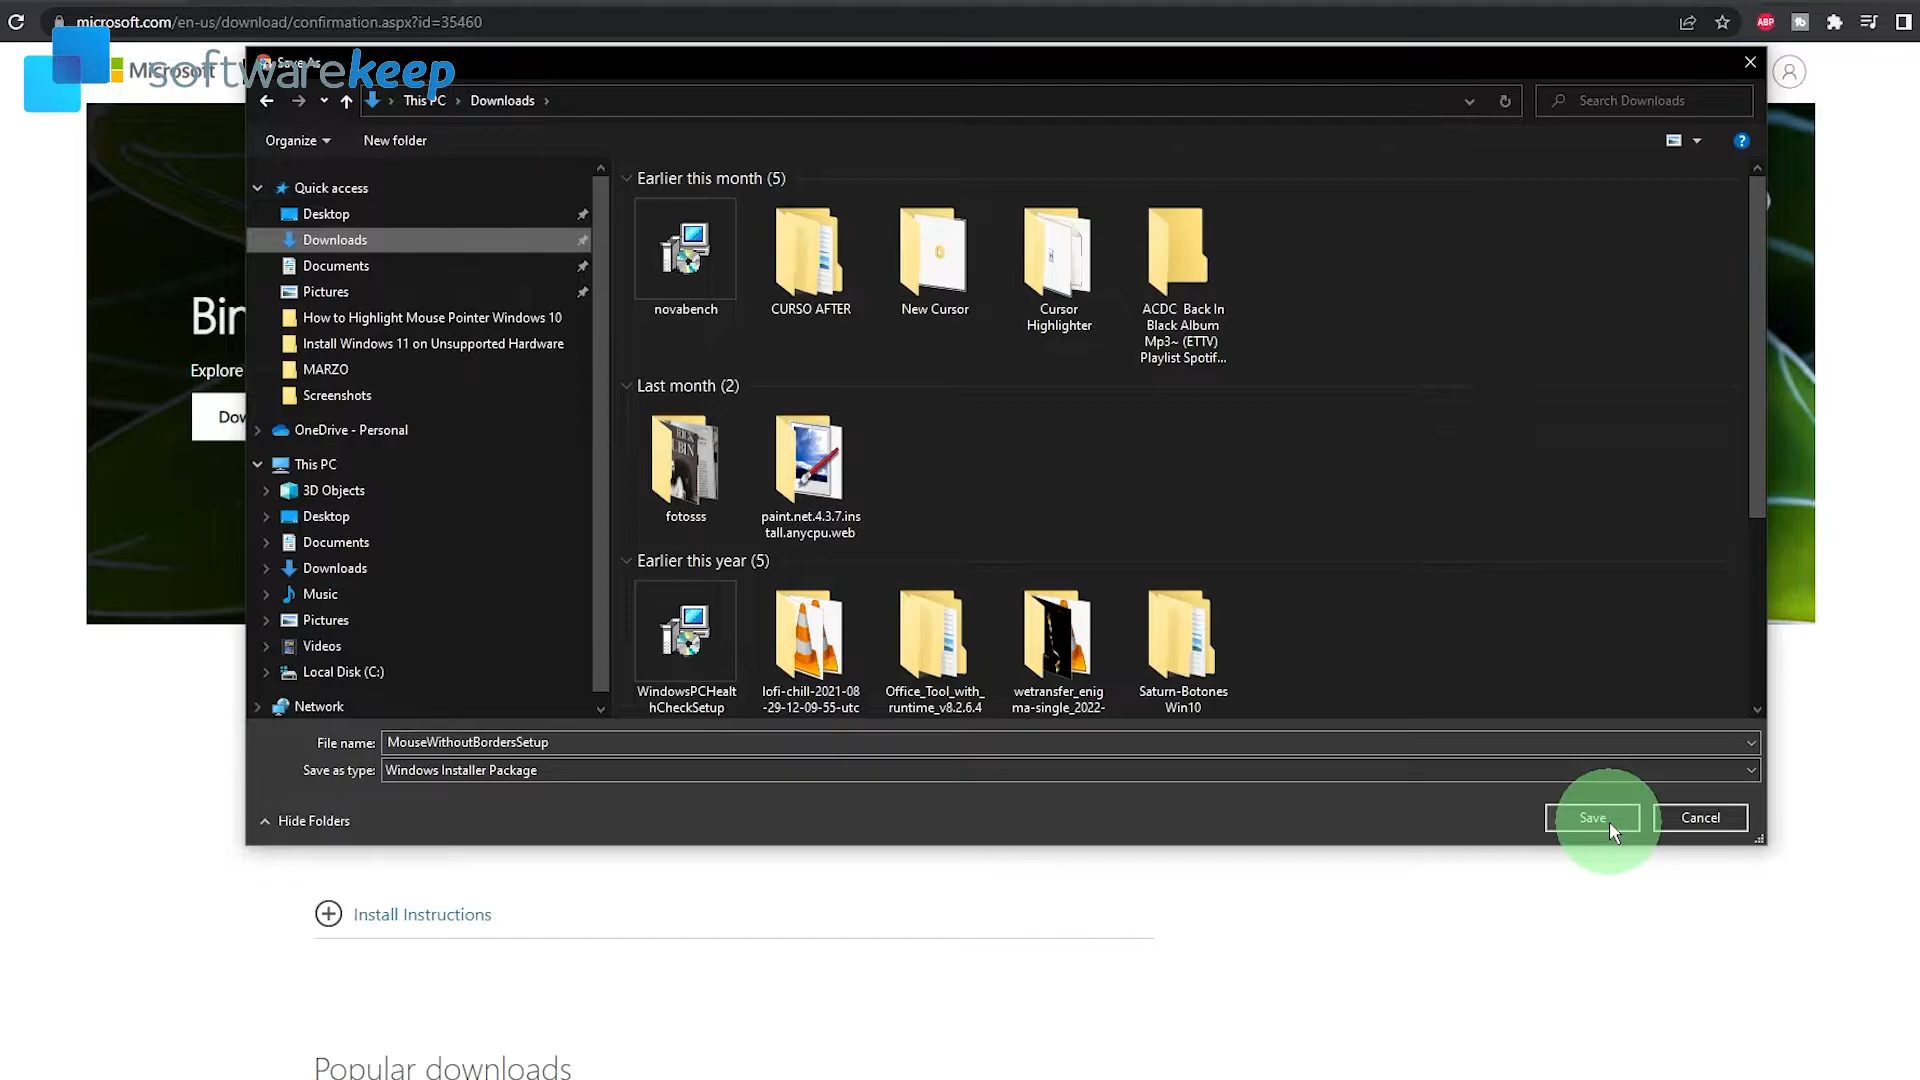 microsoft.com/en-us/download/confirmation.aspx?id=35460
ABP
Microsoft
softwarekeep
Save As
This PC
Downloads
Search Downloads
Organize
New folder
Quick access
Desktop
Downloads
Documents
Pictures
How to Highlight Mouse Pointer Windows 10
Install Windows 11 on Unsupported Hardware
MARZO
Screenshots
OneDrive - Personal
This PC
3D Objects
Desktop
Documents
Downloads
Music
Pictures
Videos
Local Disk (C:)
Network
Earlier this month (5)
novabench
CURSO AFTER
New Cursor
Cursor
Highlighter
ACDC Back In
Black Album
Mp3~ (ETTV)
Playlist Spotif...
Last month (2)
fotosss
paint.net.4.3.7.ins
tall.anycpu.web
Earlier this year (5)
WindowsPCHealt
hCheckSetup
lofi-chill-2021-08
-29-12-09-55-utc
Office_Tool_with_
runtime_v8.2.6.4
wetransfer_enig
ma-single_2022-
Saturn-Botones
Win10
File name: MouseWithoutBordersSetup
Save as type: Windows Installer Package
Hide Folders
Save
Cancel
Bin
Explore
Dow
Install Instructions
Popular downloads